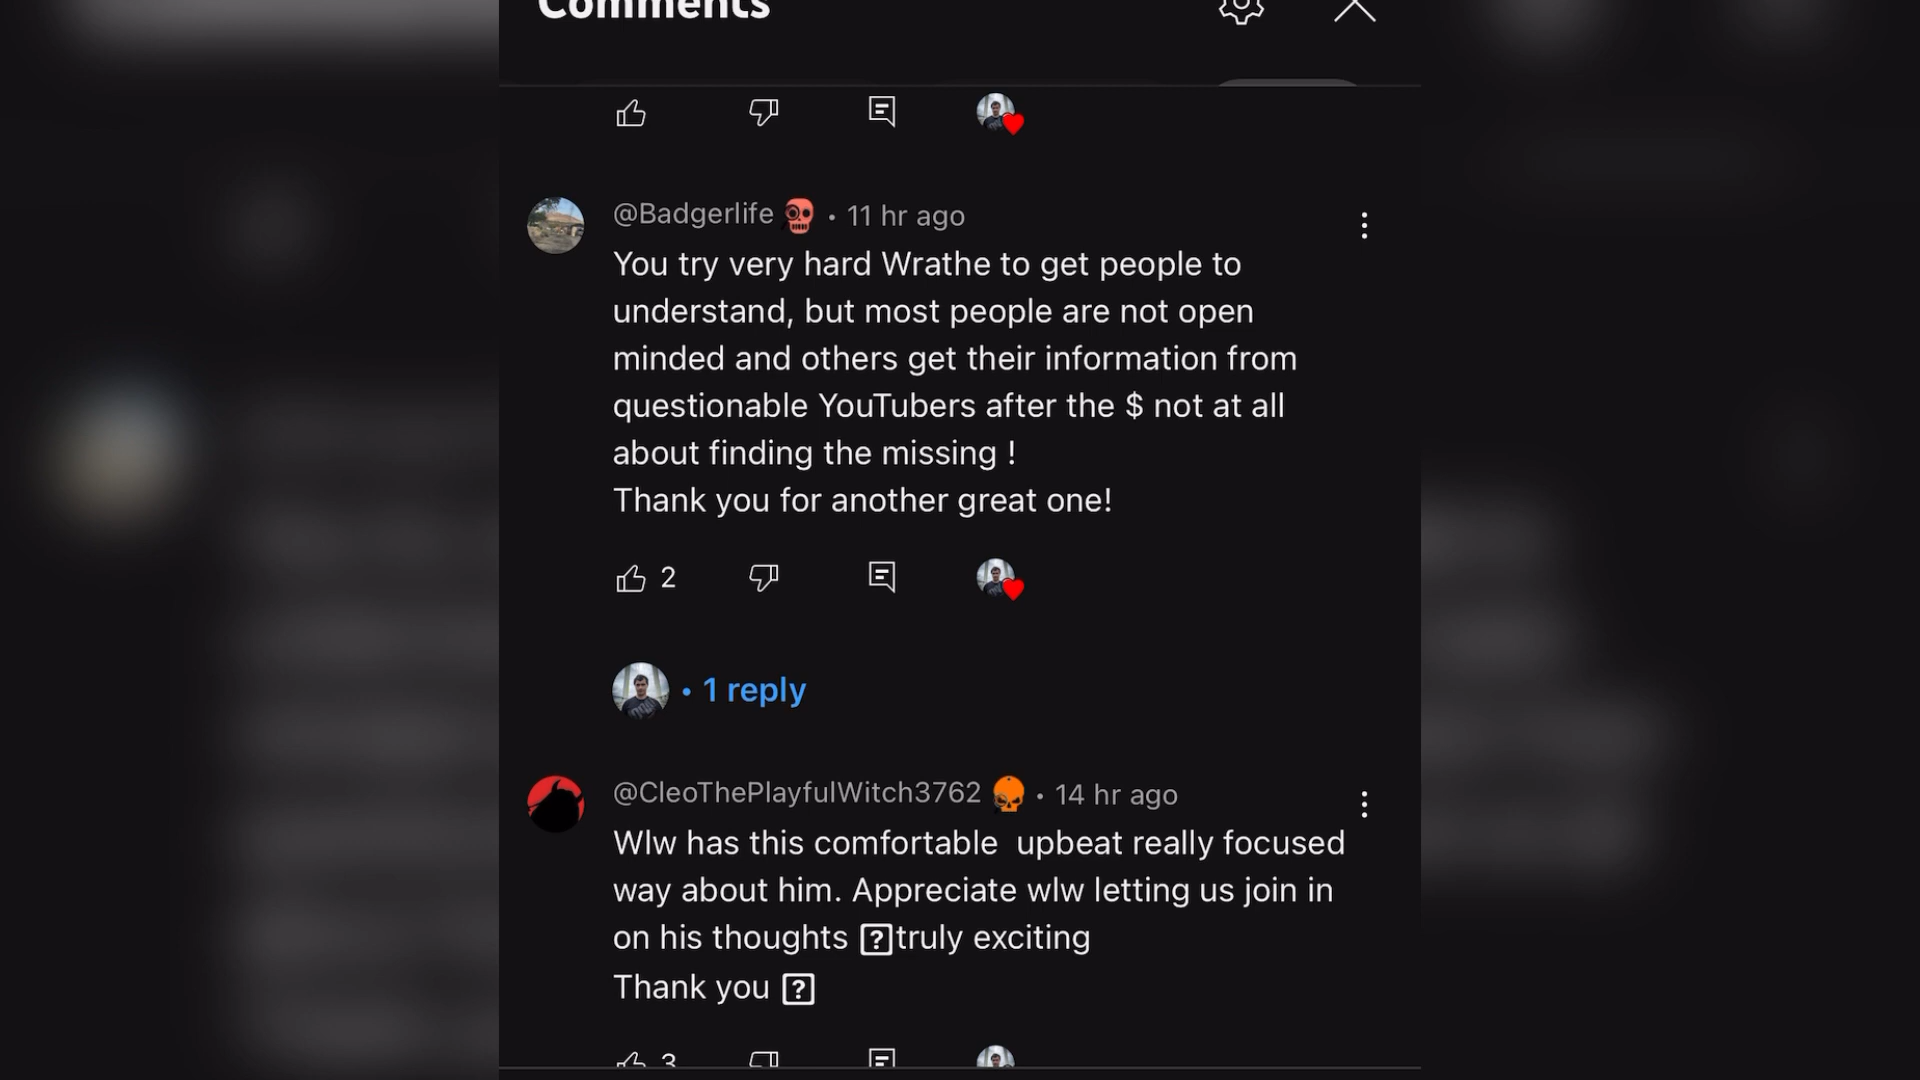 Comments
@Badgerlife • 11 hr ago
You try very hard Wrathe to get people to
understand, but most people are not open
minded and others get their information from
questionable YouTubers after the $ not at all
about finding the missing !
Thank you for another great one!
2
• 1 reply
@CleoThePlayfulWitch3762 • 14 hr ago
Wlw has this comfortable  upbeat really focused
way about him. Appreciate wlw letting us join in
on his thoughts ⍰truly exciting
Thank you ⍰
3